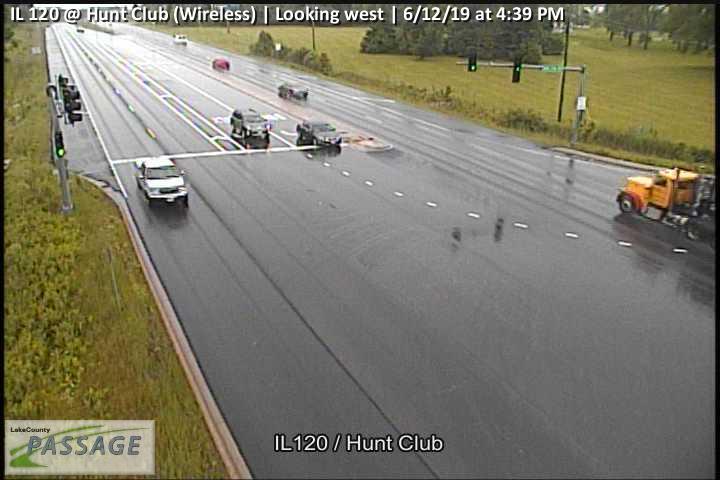 IL 120 @ Hunt Club (Wireless) | Looking west | 6/12/19 at 4:39 PM
LakeCounty
PASSAGE
IL120 / Hunt Club